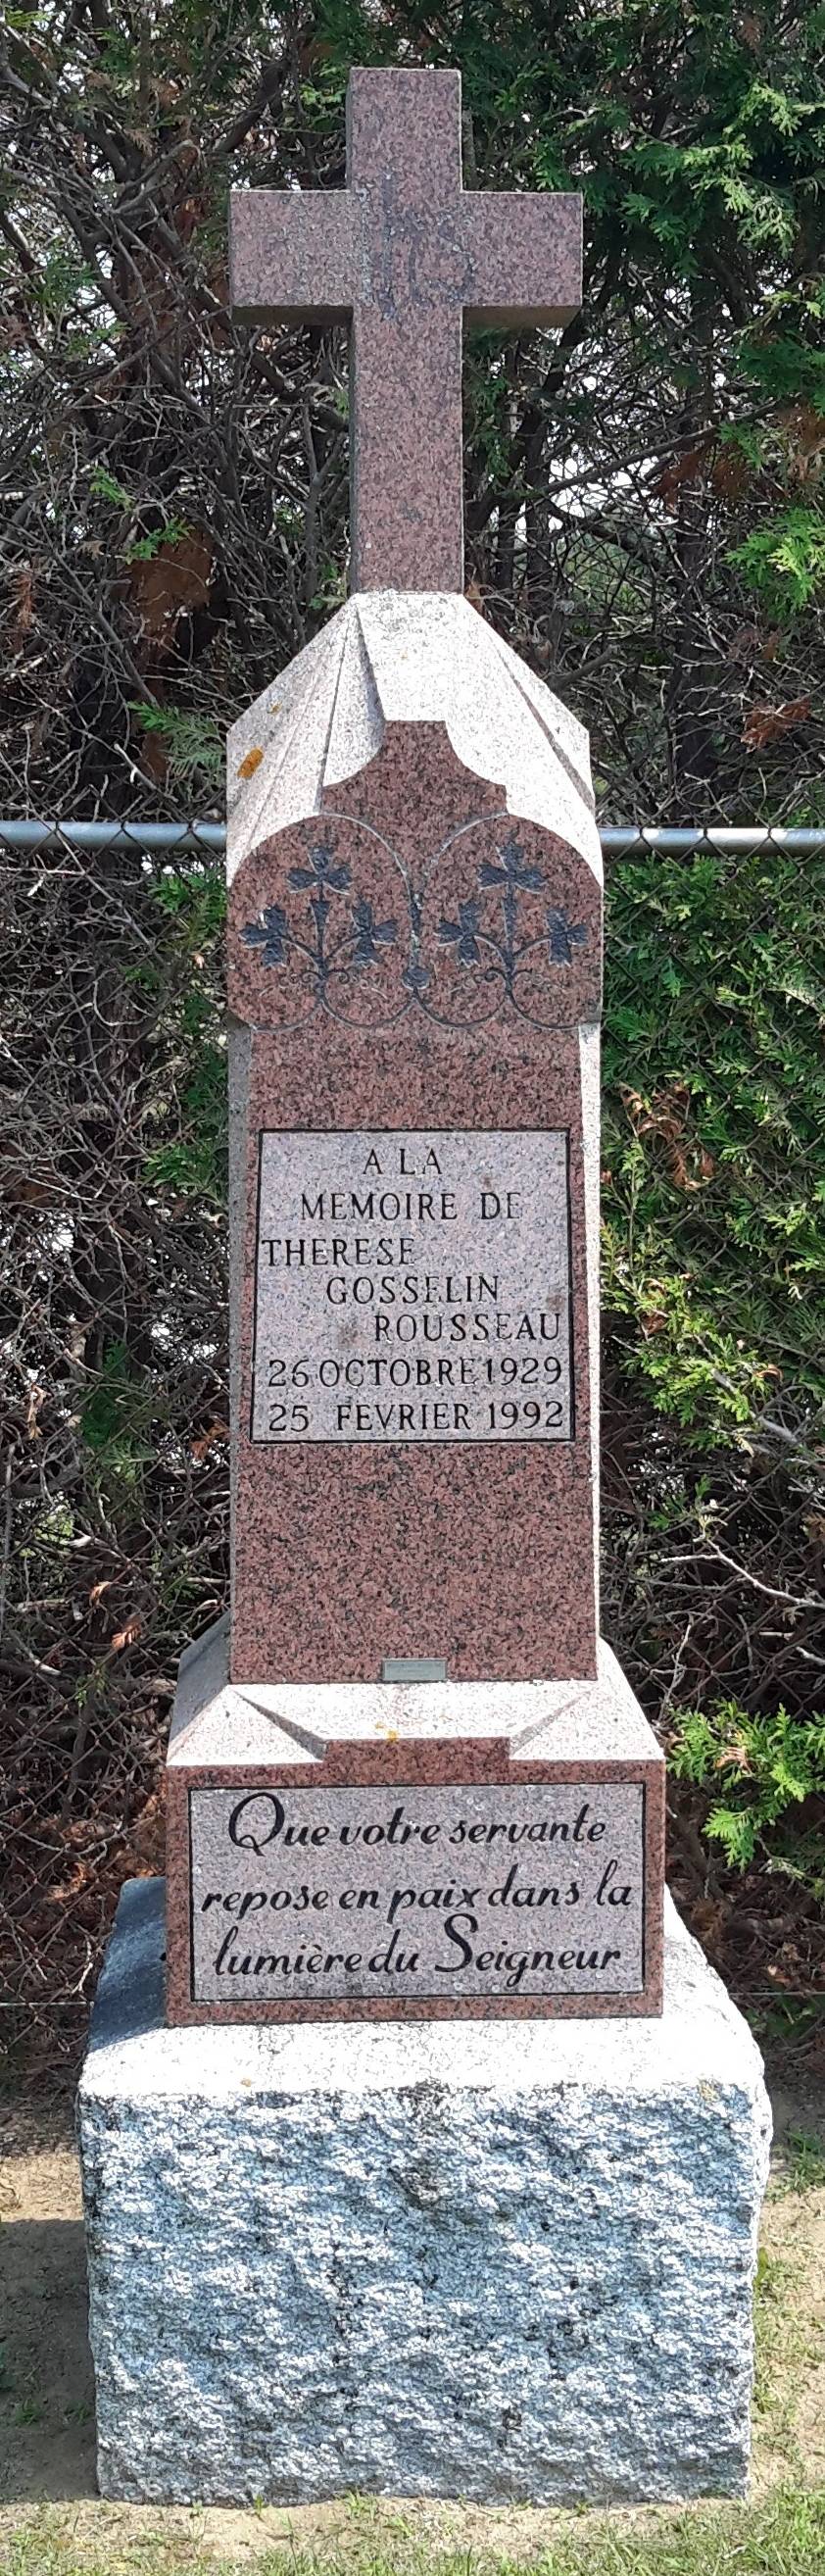 IHS
A LA
MEMOIRE DE
THERESE
GOSSELIN
ROUSSEAU
26 OCTOBRE 1929
25 FEVRIER 1992
Que votre servante
repose en paix dans la
lumière du Seigneur